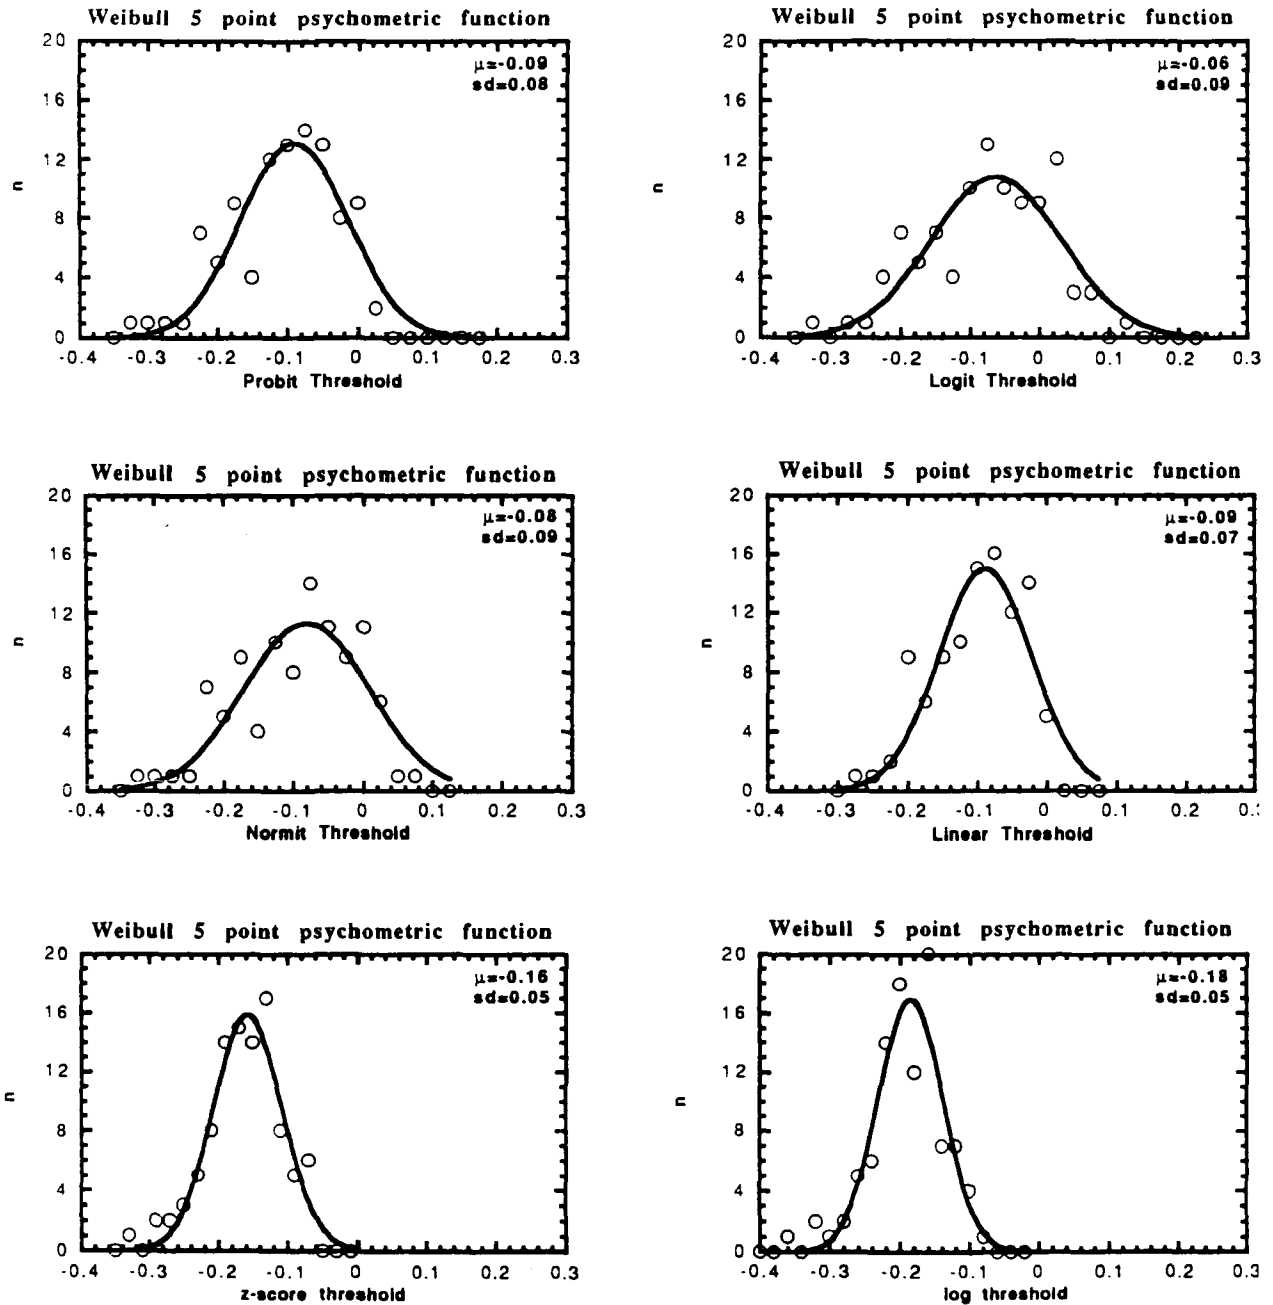 Weibull 5 point psychometric function
20
16
12
8
4
0
n
μ=-0.09
sd=0.08
-0.4 -0.3 -0.2 -0.1 0 0.1 0.2 0.3
Probit Threshold
Weibull 5 point psychometric function
20
16
12
8
4
0
n
μ=-0.06
sd=0.09
-0.4 -0.3 -0.2 -0.1 0 0.1 0.2 0.3
Logit Threshold
Weibull 5 point psychometric function
20
16
12
8
4
0
n
μ=-0.08
sd=0.09
-0.4 -0.3 -0.2 -0.1 0 0.1 0.2 0.3
Normit Threshold
Weibull 5 point psychometric function
20
16
12
8
4
0
n
μ=-0.09
sd=0.07
-0.4 -0.3 -0.2 -0.1 0 0.1 0.2
Linear Threshold
Weibull 5 point psychometric function
20
16
12
8
4
0
n
μ=-0.16
sd=0.05
-0.4 -0.3 -0.2 -0.1 0 0.1 0.2 0.3
z-score threshold
Weibull 5 point psychometric function
20
16
12
8
4
0
n
μ=-0.18
sd=0.05
-0.4 -0.3 -0.2 -0.1 0 0.1 0.2 0.3
log threshold